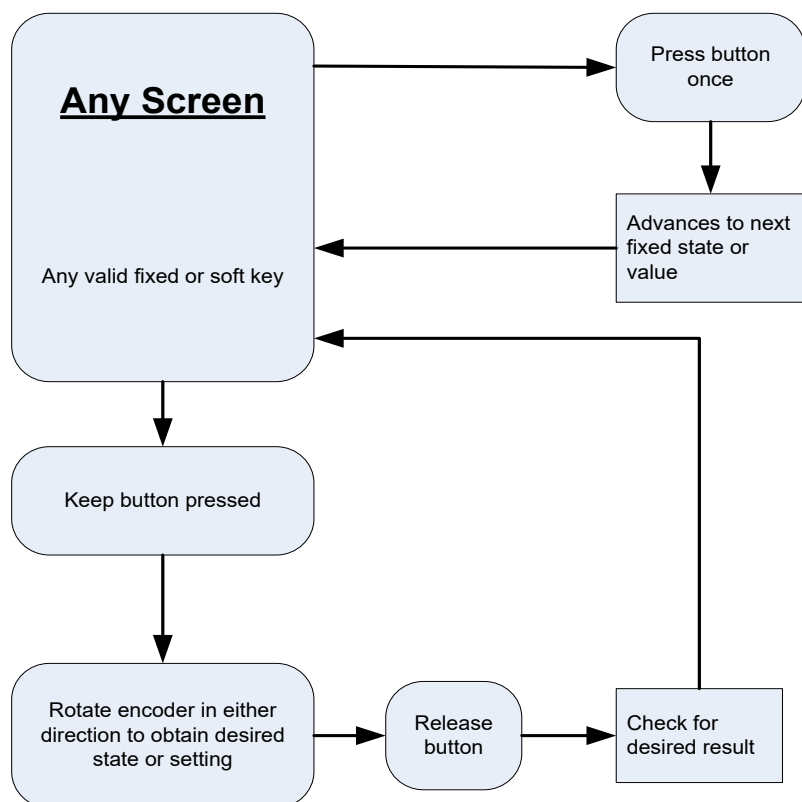 Any Screen
Any valid fixed or soft key
Press button
once
Advances to next
fixed state or
value
Keep button pressed
Rotate encoder in either
direction to obtain desired
state or setting
Release
button
Check for
desired result